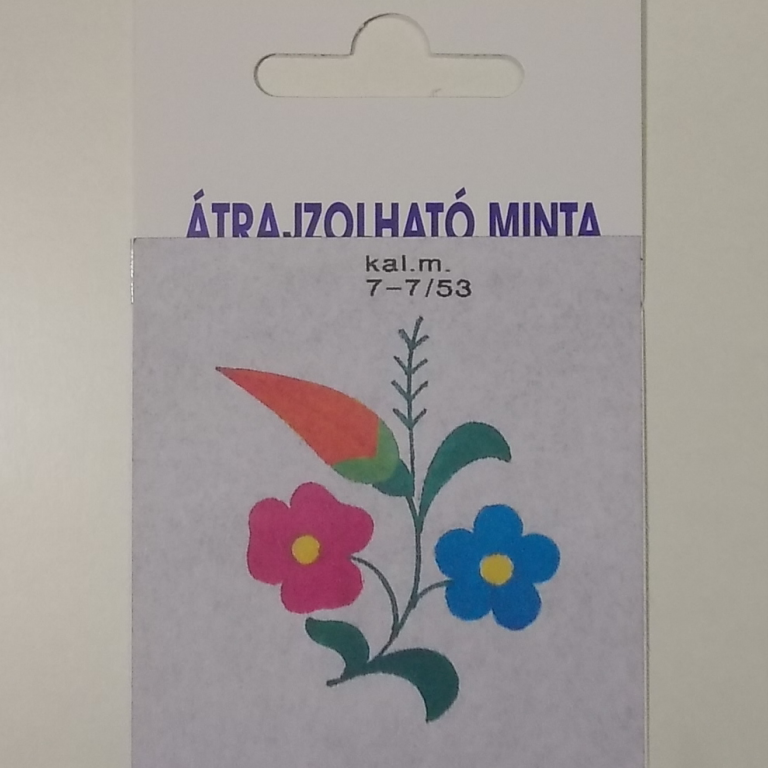 ÁTRAJZOLHATÓ MINTA
kal.m.
7-7/53